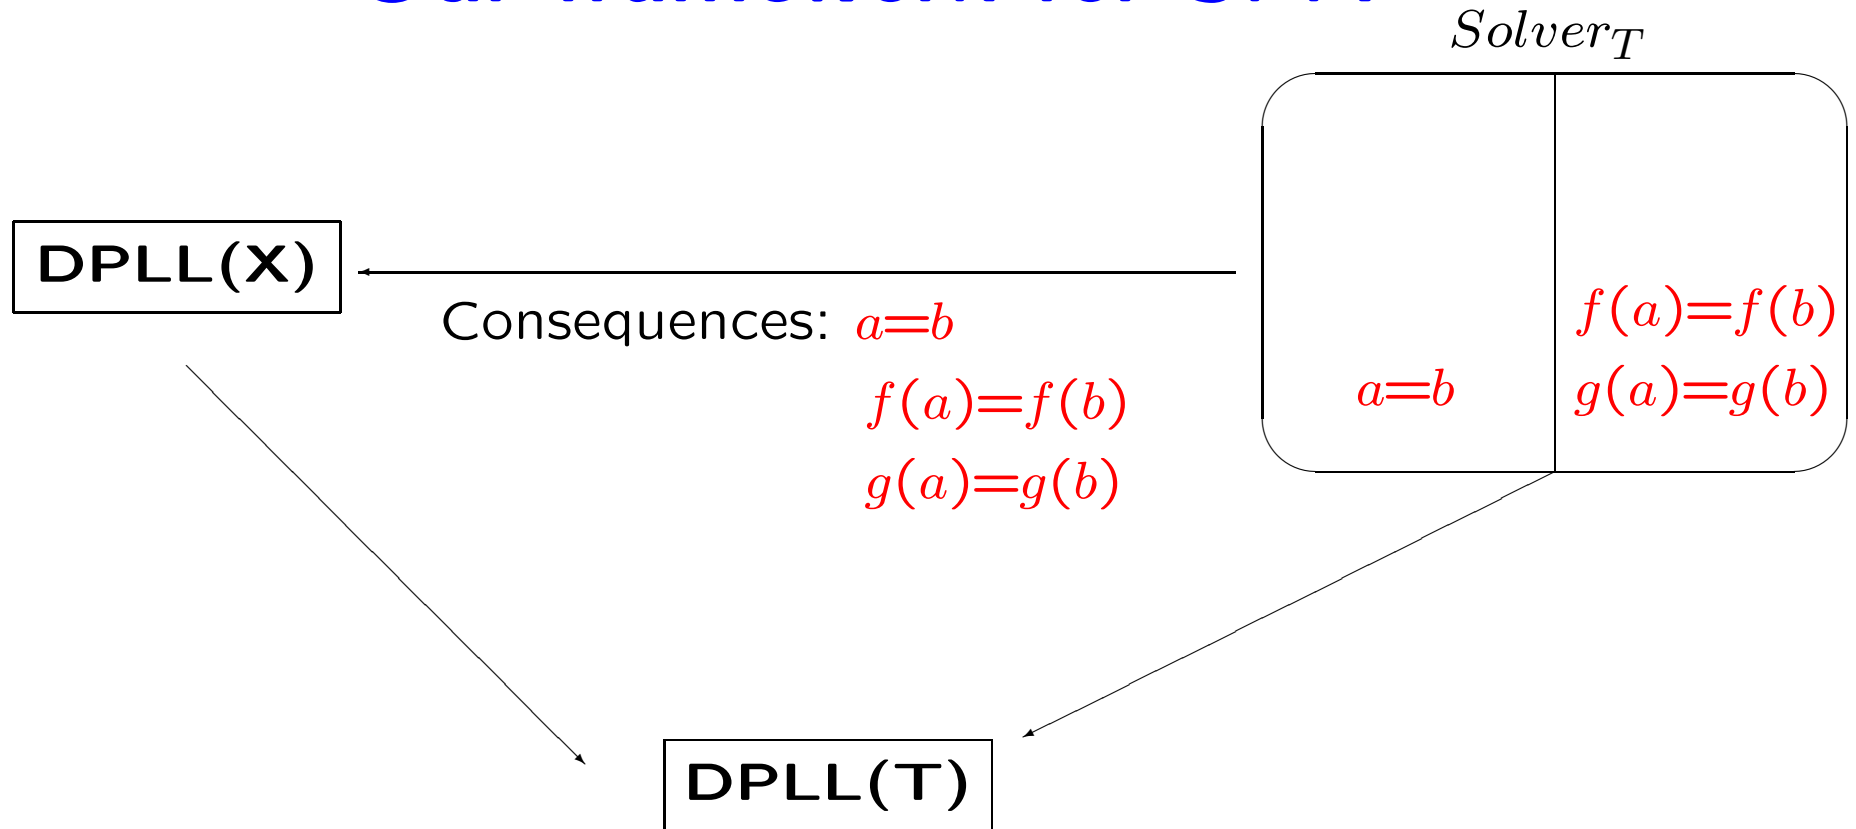 Solver_T
DPLL(X)
Consequences: a=b
f(a)=f(b)
g(a)=g(b)
a=b
f(a)=f(b)
g(a)=g(b)
DPLL(T)